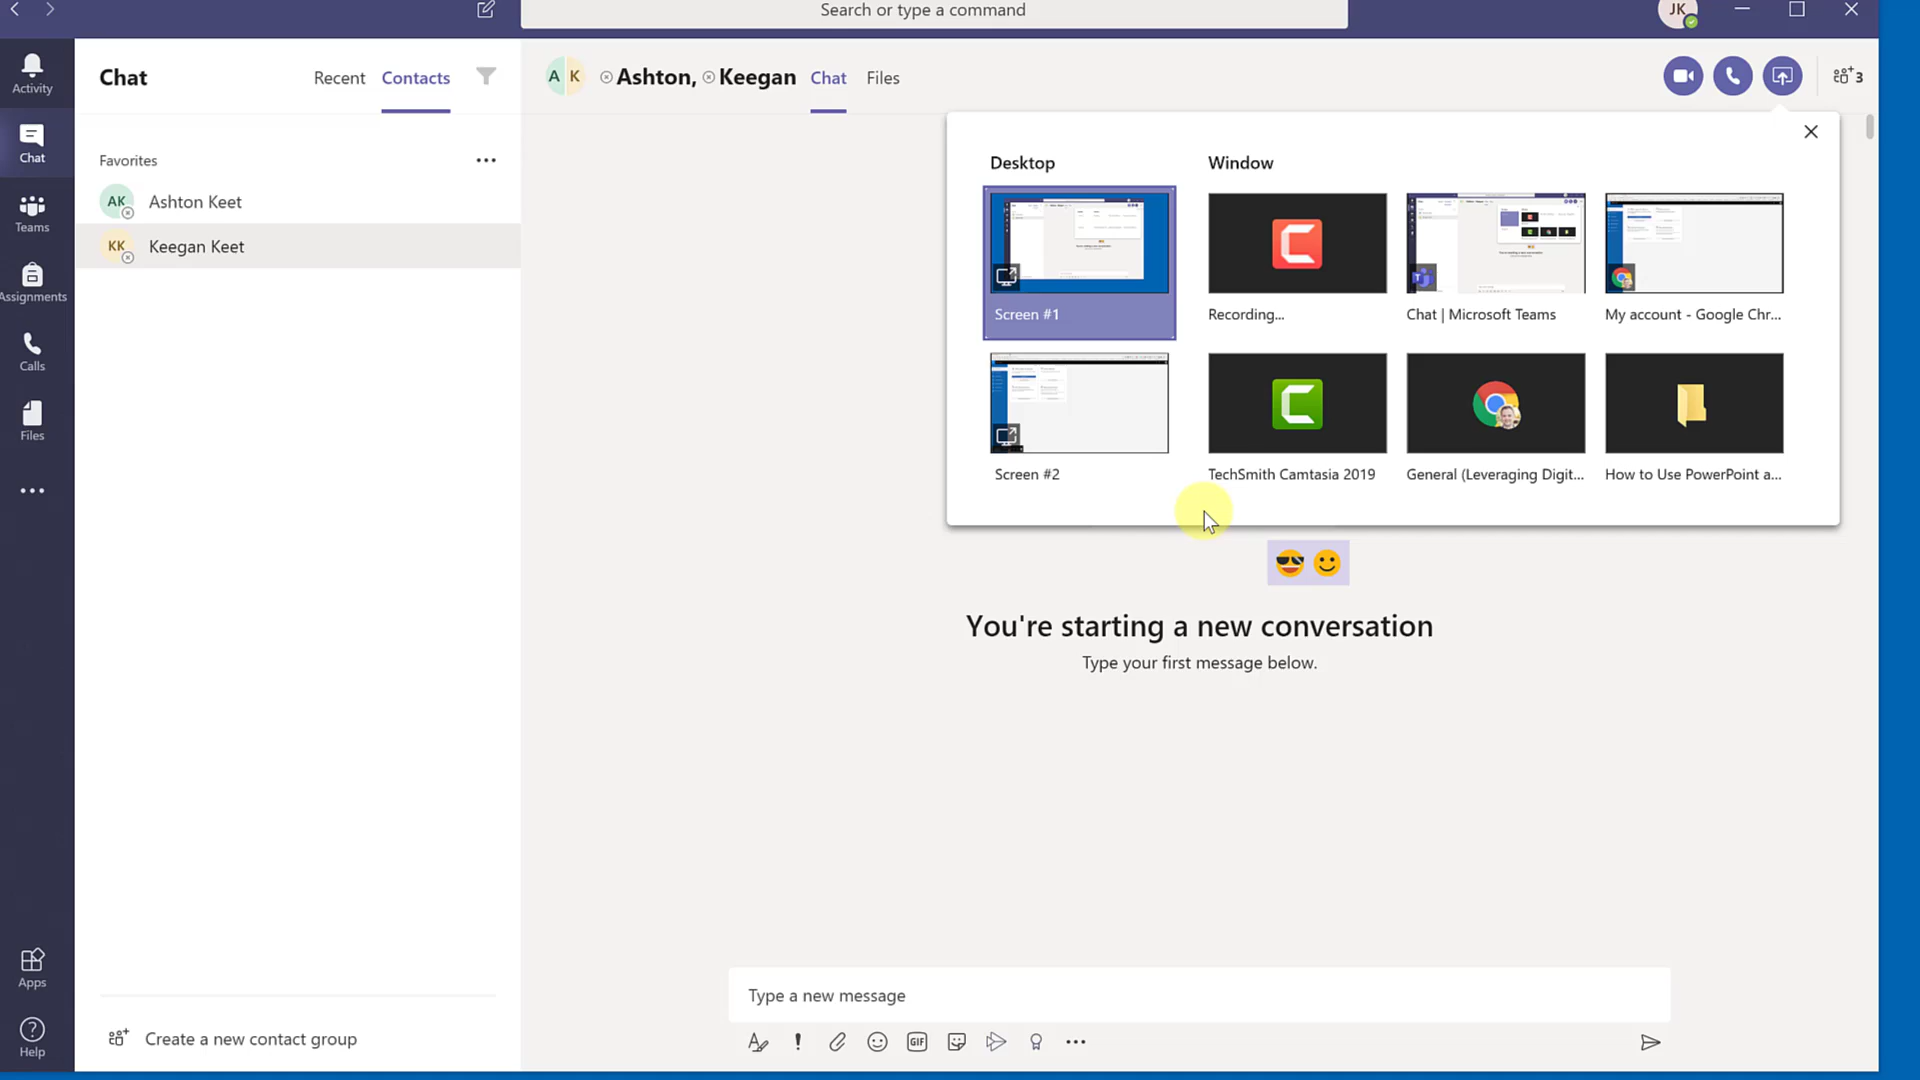 Search or type a command
JK
Activity
Chat
Teams
Assignments
Calls
Files
Apps
Help
Chat
Recent
Contacts
Favorites
AK
Ashton Keet
KK
Keegan Keet
Create a new contact group
A K
Ashton, Keegan
Chat
Files
3
Desktop
Window
Screen #1
Recording...
Chat | Microsoft Teams
My account - Google Chr...
Screen #2
TechSmith Camtasia 2019
General (Leveraging Digit...
How to Use PowerPoint a...
You're starting a new conversation
Type your first message below.
Type a new message
GIF